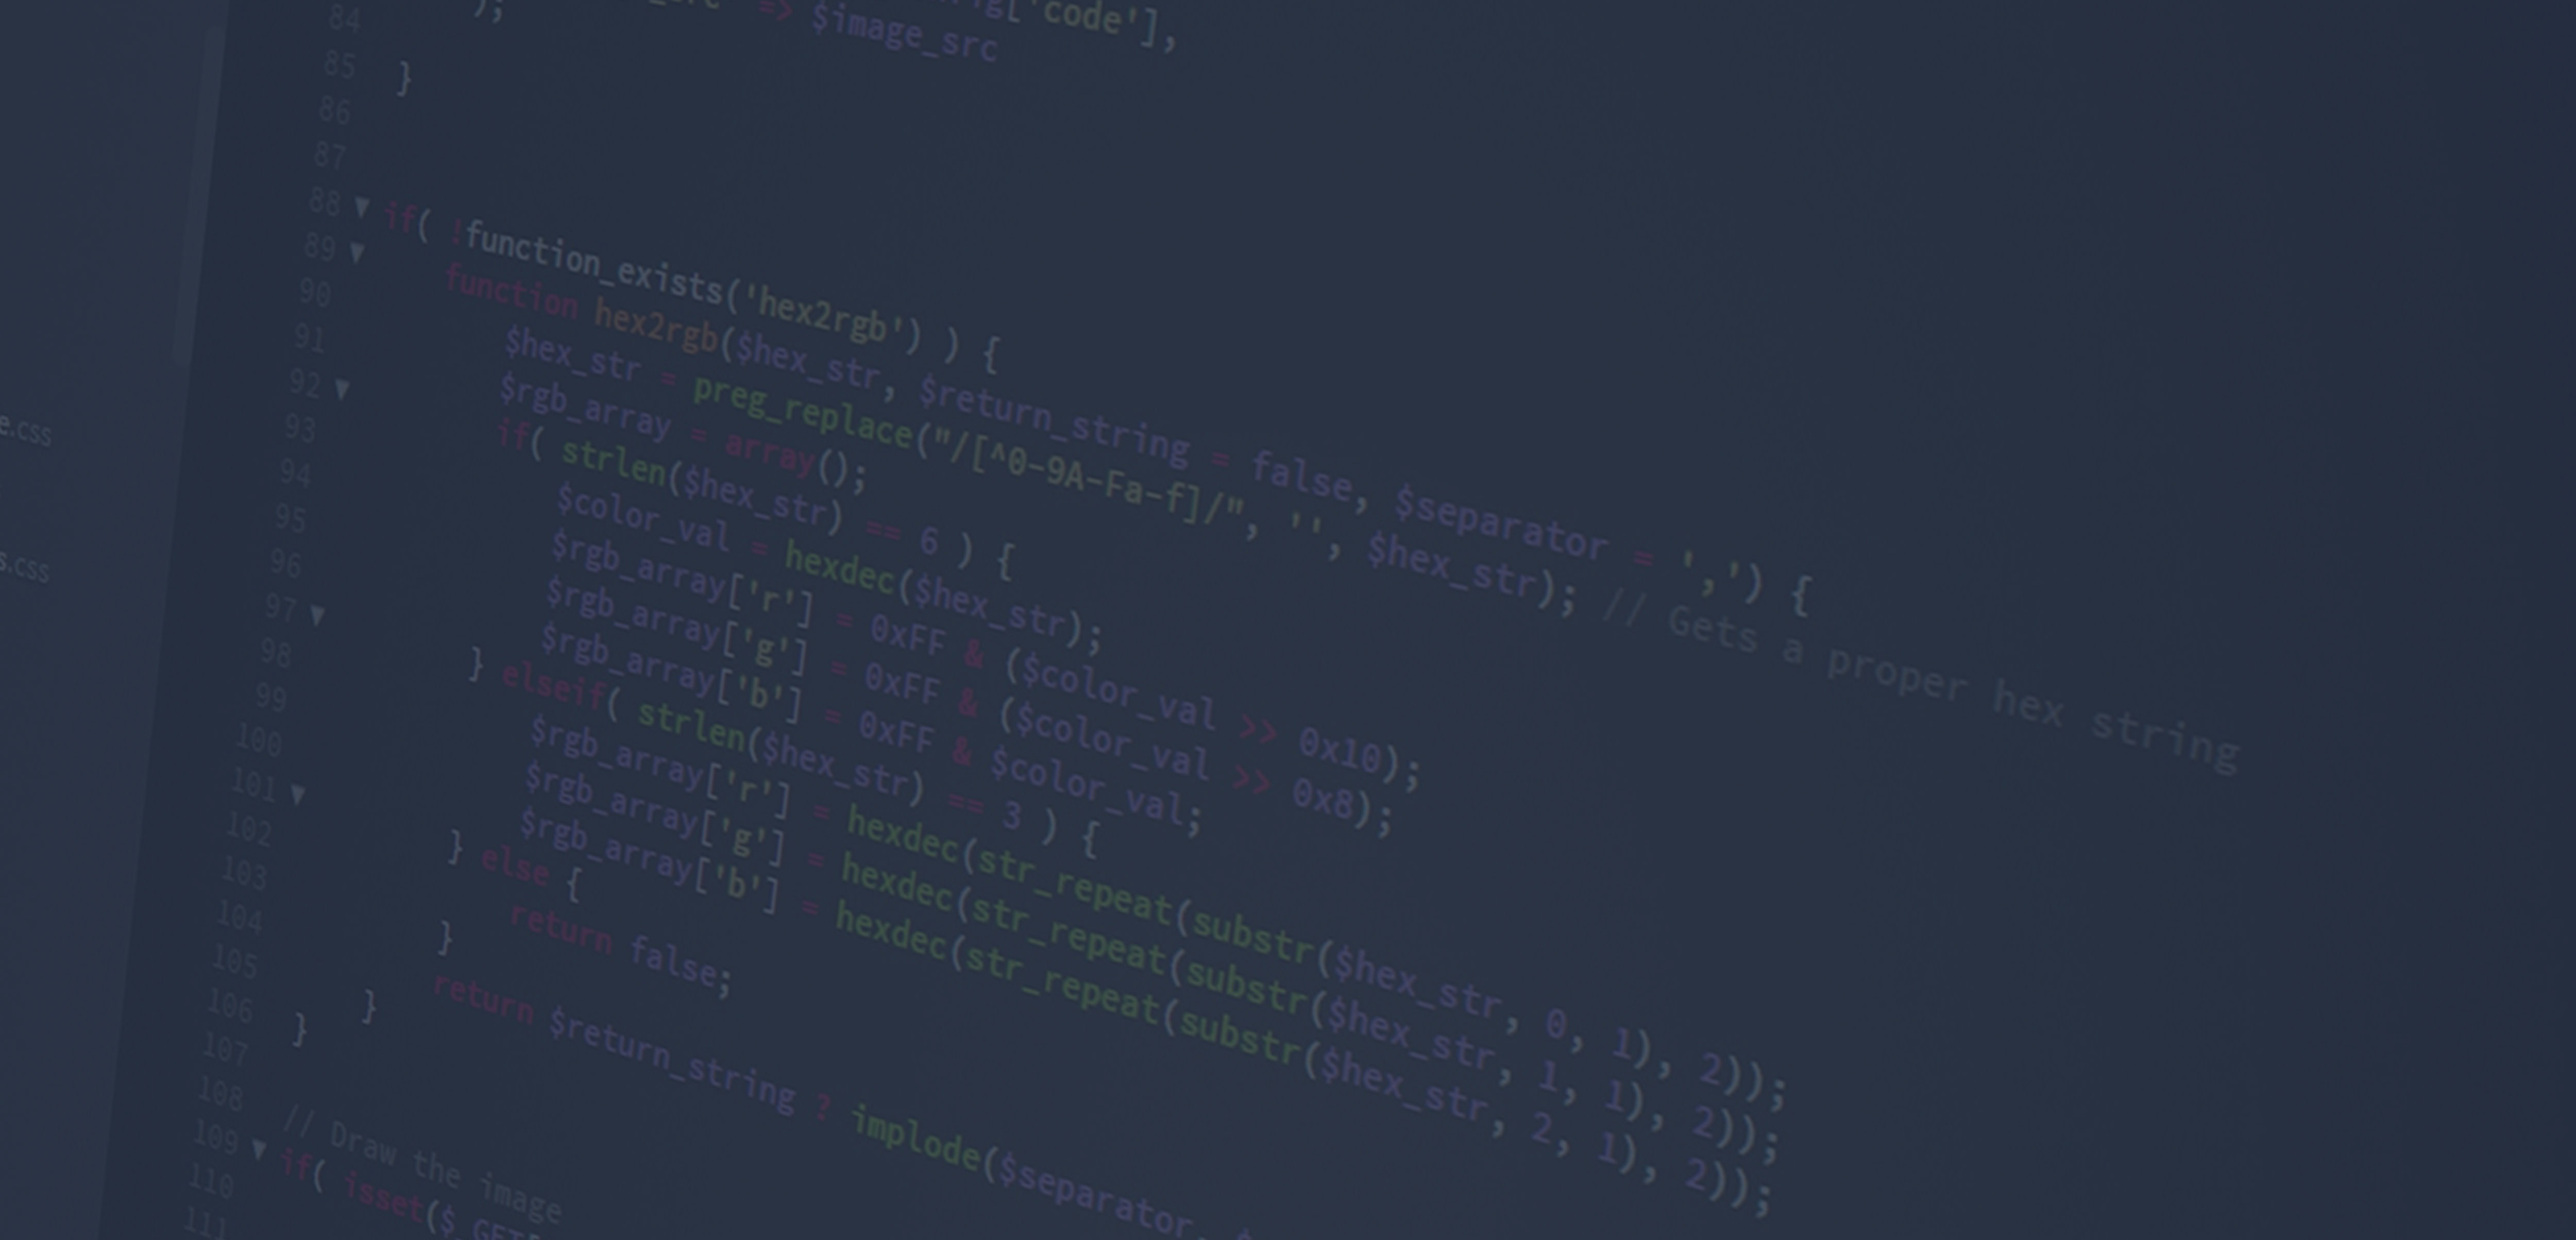 ['code'],
84 => $image_src
85 );
86 }
87
88 if( !function_exists('hex2rgb') ) {
89 function hex2rgb($hex_str, $return_string = false, $separator = ',') {
90 $hex_str = preg_replace("/[^0-9A-Fa-f]/", '', $hex_str); // Gets a proper hex string
91 $rgb_array = array();
92 if( strlen($hex_str) == 6 ) {
93 $color_val = hexdec($hex_str);
94 $rgb_array['r'] = 0xFF & ($color_val >> 0x10);
95 $rgb_array['g'] = 0xFF & ($color_val >> 0x8);
96 $rgb_array['b'] = 0xFF & $color_val;
97 } elseif( strlen($hex_str) == 3 ) {
98 $rgb_array['r'] = hexdec(str_repeat(substr($hex_str, 0, 1), 2));
99 $rgb_array['g'] = hexdec(str_repeat(substr($hex_str, 1, 1), 2));
100 $rgb_array['b'] = hexdec(str_repeat(substr($hex_str, 2, 1), 2));
101 } else {
102 return false;
103 }
104 return $return_string ? implode($separator,
105 }
106 }
107
108 // Draw the image
109 if( isset($
110
111
e.css
s.css